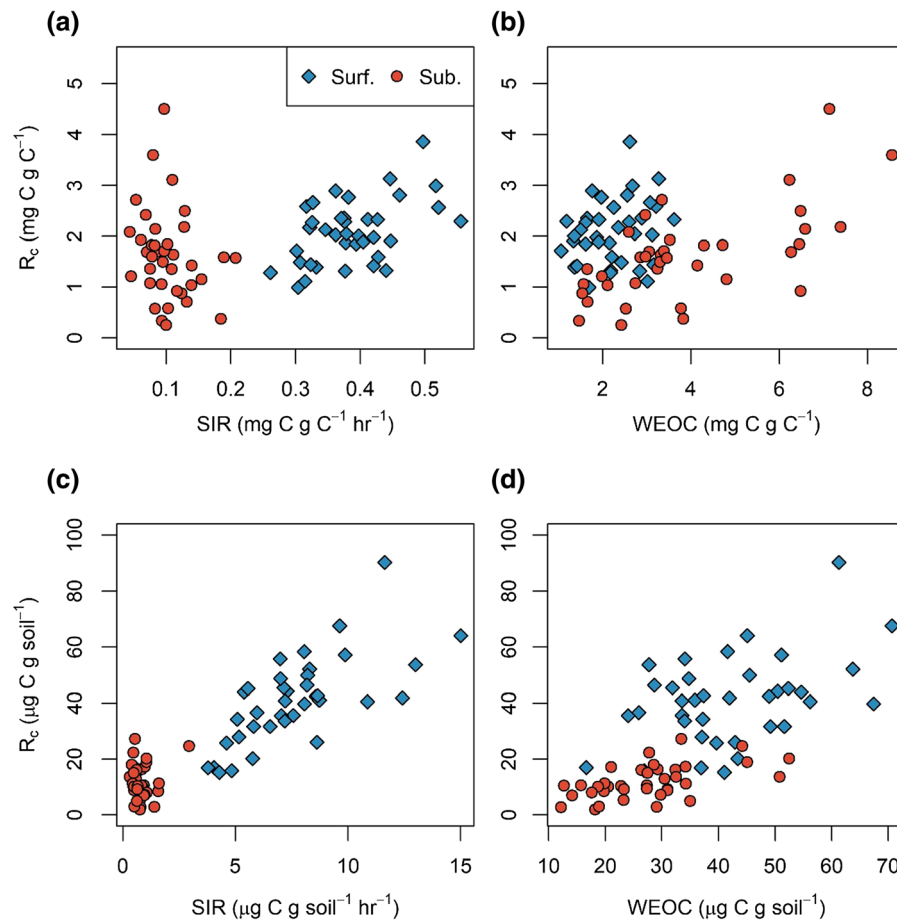 (a)
(b)
Surf. Sub.
5
4
3
2
1
0
R_c (mg C g C⁻¹)
0.1 0.2 0.3 0.4 0.5
SIR (mg C g C⁻¹ hr⁻¹)
5
4
3
2
1
0
2 4 6 8
WEOC (mg C g C⁻¹)
(c)
(d)
100
80
60
40
20
0
R_c (μg C g soil⁻¹)
0 5 10 15
SIR (μg C g soil⁻¹ hr⁻¹)
100
80
60
40
20
0
10 20 30 40 50 60 70
WEOC (μg C g soil⁻¹)